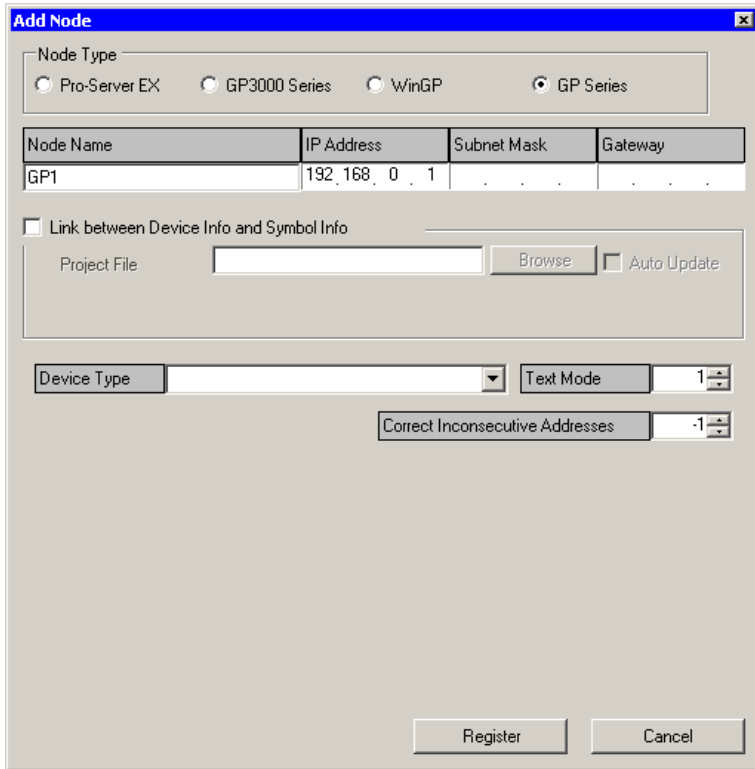 Add Node
Node Type
Pro-Server EX GP3000 Series WinGP GP Series
Node Name IP Address Subnet Mask Gateway
GP1 192.168. 0 . 1 . . . . . .
Link between Device Info and Symbol Info
Project File Browse Auto Update
Device Type Text Mode 1
Correct Inconsecutive Addresses -1
Register Cancel